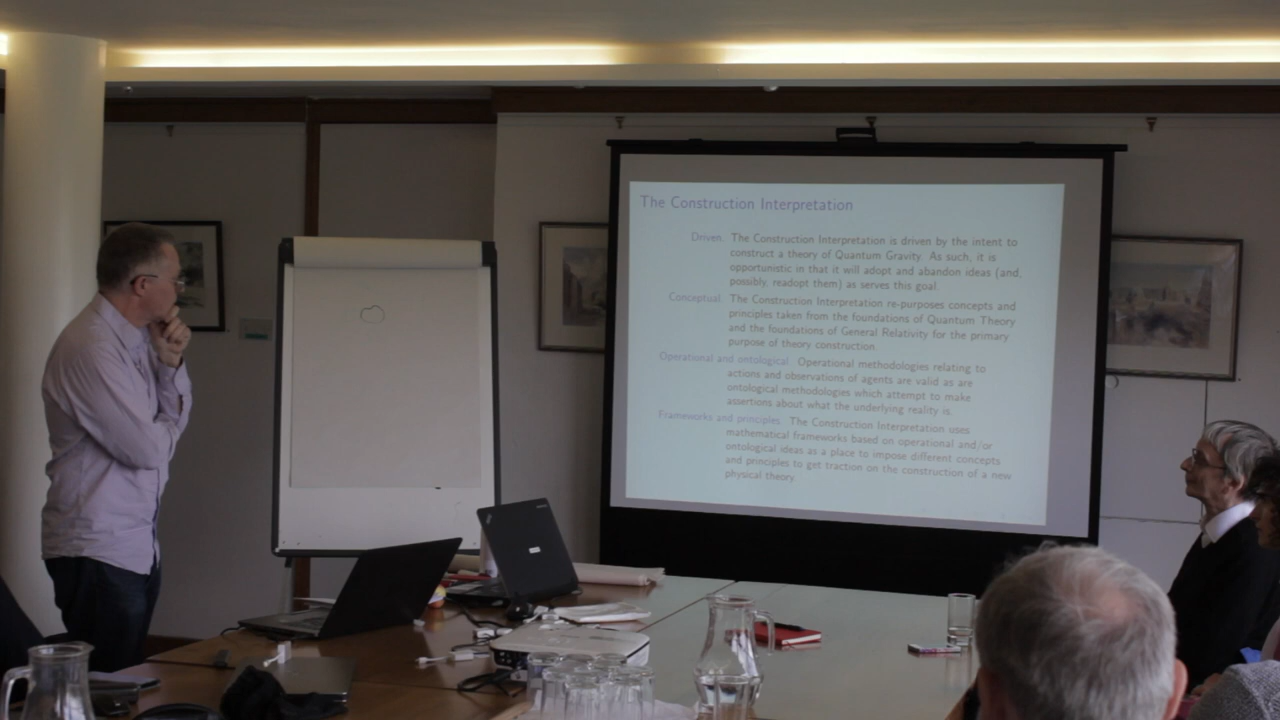 The Construction Interpretation
Driven. The Construction Interpretation is driven by the intent to
construct a theory of Quantum Gravity. As such, it is
opportunistic in that it will adopt and abandon ideas (and,
possibly, readopt them) as serves this goal.
Conceptual. The Construction Interpretation re-purposes concepts and
principles taken from the foundations of Quantum Theory
and the foundations of General Relativity for the primary
purpose of theory construction.
Operational and ontological. Operational methodologies relating to
actions and observations of agents are valid as are
ontological methodologies which attempt to make
assertions about what the underlying reality is.
Frameworks and principles. The Construction Interpretation uses
mathematical frameworks based on operational and/or
ontological ideas as a place to impose different concepts
and principles to get traction on the construction of a new
physical theory.